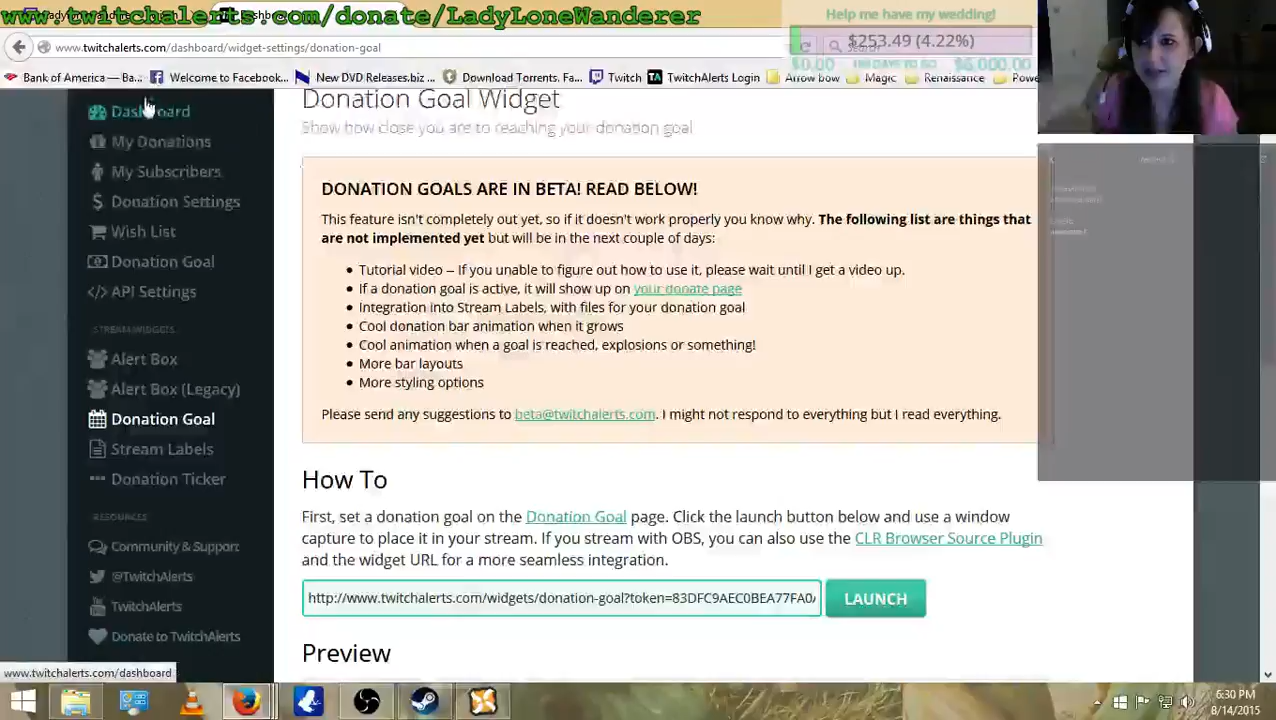 www.twitchalerts.com/donate/LadyLoneWanderer
Help me have my wedding!
$253.49 (4.22%)
$0.00
$6,000.00
www.twitchalerts.com/dashboard/widget-settings/donation-goal
Search
Bank of America — Ba...
Welcome to Facebook...
New DVD Releases.biz ...
Download Torrents. Fa...
Twitch
TwitchAlerts Login
Arrow bow
Magic
Renaissance
Powe
Dashboard
My Donations
My Subscribers
Donation Settings
Wish List
Donation Goal
API Settings
STREAM WIDGETS
Alert Box
Alert Box (Legacy)
Donation Goal
Stream Labels
Donation Ticker
RESOURCES
Community & Support
@TwitchAlerts
TwitchAlerts
Donate to TwitchAlerts
Donation Goal Widget
Show how close you are to reaching your donation goal
DONATION GOALS ARE IN BETA! READ BELOW!
This feature isn't completely out yet, so if it doesn't work properly you know why. The following list are things that
are not implemented yet but will be in the next couple of days:
Tutorial video – If you unable to figure out how to use it, please wait until I get a video up.
If a donation goal is active, it will show up on your donate page
Integration into Stream Labels, with files for your donation goal
Cool donation bar animation when it grows
Cool animation when a goal is reached, explosions or something!
More bar layouts
More styling options
Please send any suggestions to beta@twitchalerts.com. I might not respond to everything but I read everything.
How To
First, set a donation goal on the Donation Goal page. Click the launch button below and use a window
capture to place it in your stream. If you stream with OBS, you can also use the CLR Browser Source Plugin
and the widget URL for a more seamless integration.
http://www.twitchalerts.com/widgets/donation-goal?token=83DFC9AEC0BEA77FA0
LAUNCH
Preview
www.twitchalerts.com/dashboard
6:30 PM
8/14/2015